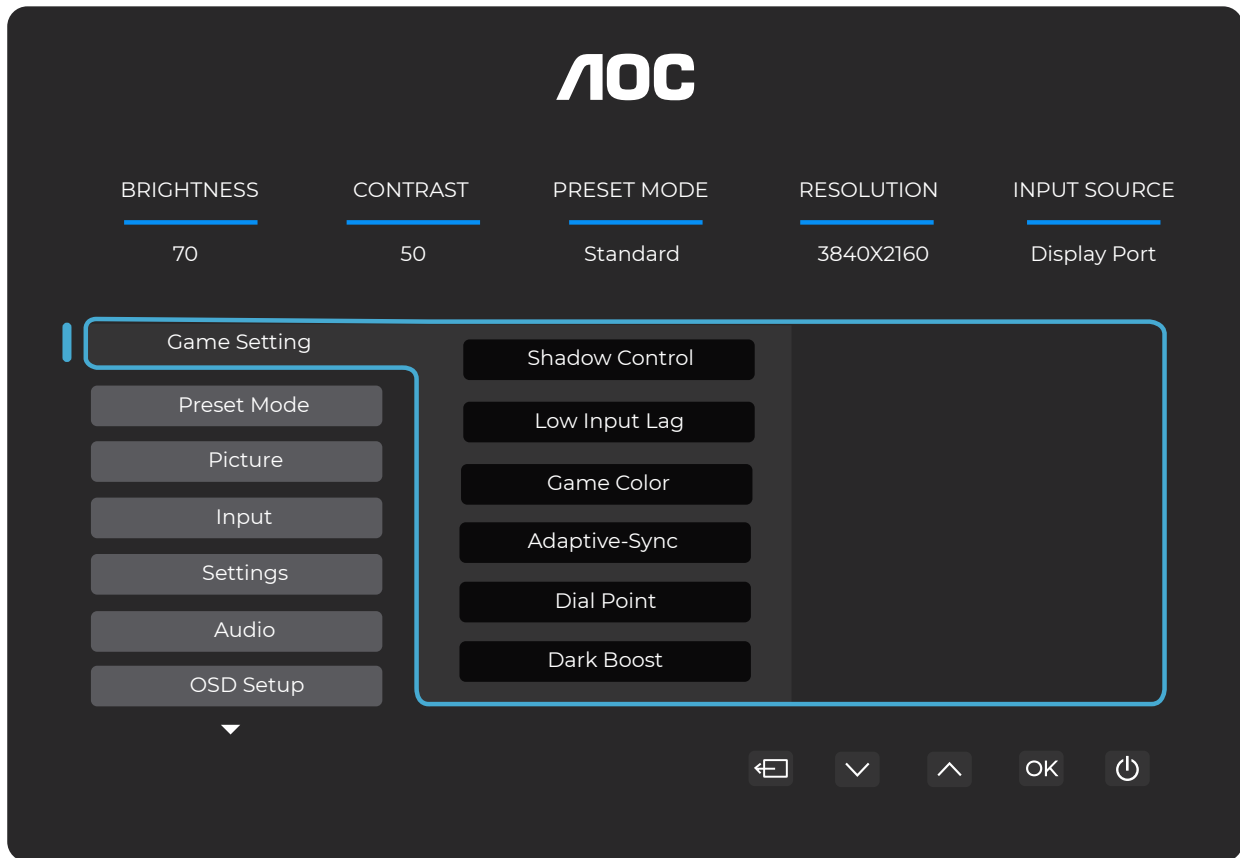 AOC
BRIGHTNESS CONTRAST PRESET MODE RESOLUTION INPUT SOURCE
70 50 Standard 3840X2160 Display Port
Game Setting
Preset Mode
Picture
Input
Settings
Audio
OSD Setup
Shadow Control
Low Input Lag
Game Color
Adaptive-Sync
Dial Point
Dark Boost
OK